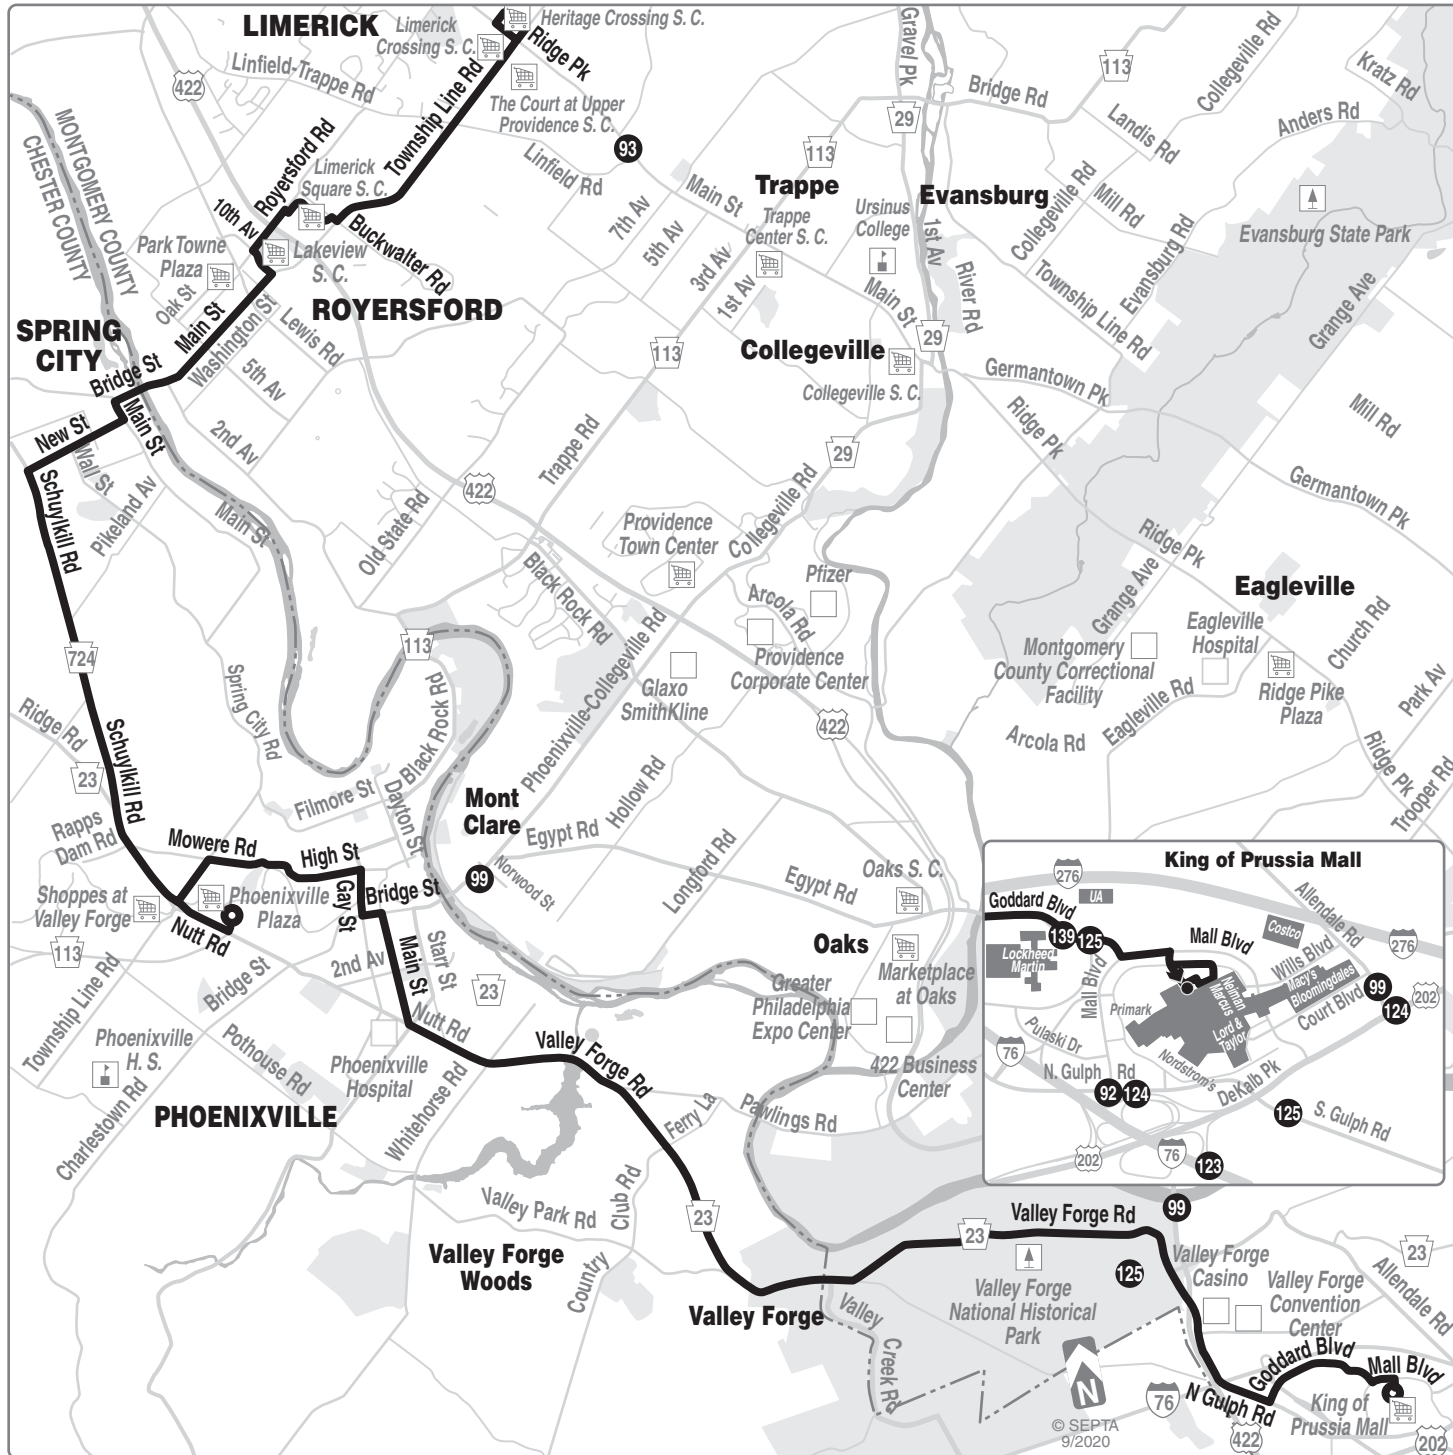 LIMERICK
Limerick
Crossing S. C.
Heritage Crossing S. C.
Ridge Pk
422
Linfield-Trappe Rd
The Court at Upper
Providence S. C.
Township Line Rd
93
Linfield Rd
Gravel Pk
29
Bridge Rd
113
Collegeville Rd
Kratz Rd
Landis Rd
Anders Rd
MONTGOMERY COUNTY
CHESTER COUNTY
Royersford Rd
Limerick
Square S. C.
10th Av
Park Towne
Plaza
Lakeview
S. C.
Buckwalter Rd
Oak St
Main St
Washington St
Lewis Rd
5th Av
ROYERSFORD
7th Av
5th Av
Main St
3rd Av
1st Av
113
Trappe
Trappe
Center S. C.
Ursinus
College
Evansburg
1st Av
River Rd
Main St
29
Collegeville Rd
Mill Rd
Evansburg Rd
Township Line Rd
Evansburg State Park
Grange Ave
SPRING
CITY
Bridge St
Main St
New St
Wall St
Pikeland Av
2nd Av
Main St
113
Collegeville
Collegeville S. C.
Germantown Pk
Ridge Pk
Mill Rd
Germantown Pk
Schuylkill Rd
Old State Rd
422
Trappe Rd
29
Collegeville Rd
Providence
Town Center
Black Rock Rd
Pfizer
Arcola Rd
Providence
Corporate Center
Ridge Pk
Grange Ave
Eagleville
Eagleville
Hospital
Montgomery
County Correctional
Facility
Church Rd
Ridge Pike
Plaza
Park Av
Eagleville Rd
Arcola Rd
Ridge Pk
Trooper Rd
724
113
Spring City Rd
Black Rock Rd
Phoenixville-Collegeville Rd
Glaxo
SmithKline
422
Ridge Rd
23
Schuylkill Rd
Rapps
Dam Rd
Filmore St
Dayton St
Mont
Clare
Egypt Rd
Hollow Rd
Norwood St
99
Longford Rd
Egypt Rd
Oaks S. C.
Oaks
Marketplace
at Oaks
Greater
Philadelphia
Expo Center
422 Business
Center
Mowere Rd
High St
Gay St
Bridge St
Shoppes at
Valley Forge
Phoenixville
Plaza
Nutt Rd
113
Main St
Starr St
2nd Av
23
Bridge St
Township Line Rd
Phoenixville
H. S.
Pothouse Rd
Charlestown Rd
PHOENIXVILLE
Phoenixville
Hospital
Nutt Rd
Whitehorse Rd
Valley Forge Rd
Ferry La
Pawlings Rd
Valley Park Rd
Club Rd
Country
23
Valley Forge
Woods
Valley Forge
Valley
Creek Rd
23
Valley Forge Rd
Valley Forge
National Historical
Park
99
125
Valley Forge
Casino
Valley Forge
Convention
Center
23
Allendale Rd
Goddard Blvd
Mall Blvd
N Gulph Rd
King of
Prussia Mall
76
422
202
N
© SEPTA
9/2020
King of Prussia Mall
276
Goddard Blvd
UA
Allendale Rd
139
125
Mall Blvd
Costco
276
Lockheed
Martin
Mall Blvd
Wills Blvd
Macy's
Bloomingdales
Neiman
Marcus
Lord &
Taylor
Court Blvd
99
124
202
Primark
Pulaski Dr
76
Nordstrom's
N. Gulph Rd
DeKalb Pk
92
124
125
S. Gulph Rd
202
76
123